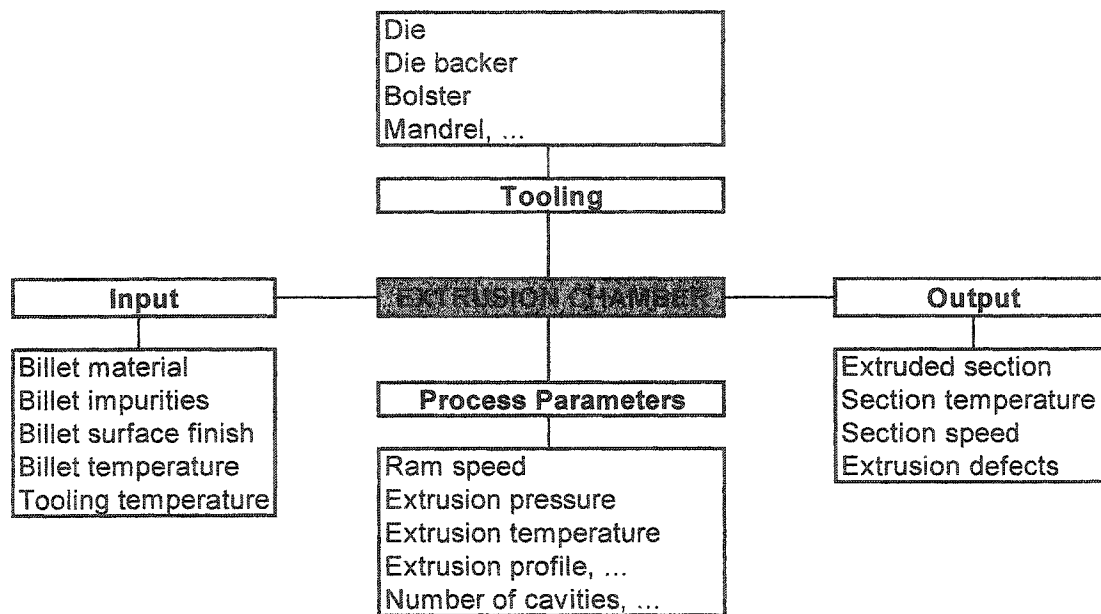 Die
Die backer
Bolster
Mandrel, ...
Tooling
Input
EXTRUSION CHAMBER
Output
Billet material
Billet impurities
Billet surface finish
Billet temperature
Tooling temperature
Process Parameters
Ram speed
Extrusion pressure
Extrusion temperature
Extrusion profile, ...
Number of cavities, ...
Extruded section
Section temperature
Section speed
Extrusion defects